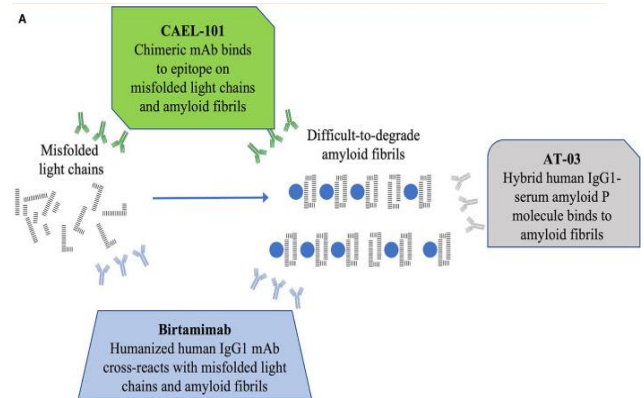 A
CAEL-101
Chimeric mAb binds
to epitope on
misfolded light chains
and amyloid fibrils
Misfolded
light chains
Difficult-to-degrade
amyloid fibrils
AT-03
Hybrid human IgG1-
serum amyloid P
molecule binds to
amyloid fibrils
Birtamimab
Humanized human IgG1 mAb
cross-reacts with misfolded light
chains and amyloid fibrils